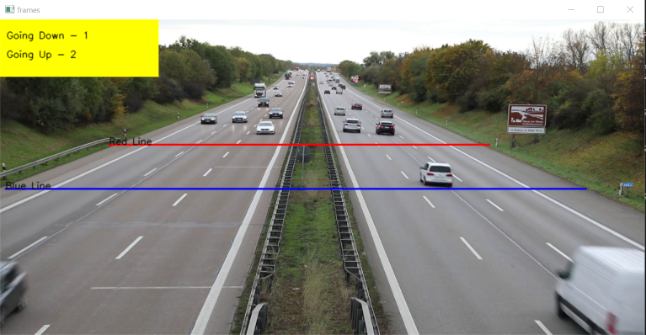 frames
Going Down - 1
Going Up - 2
Red Line
Blue Line